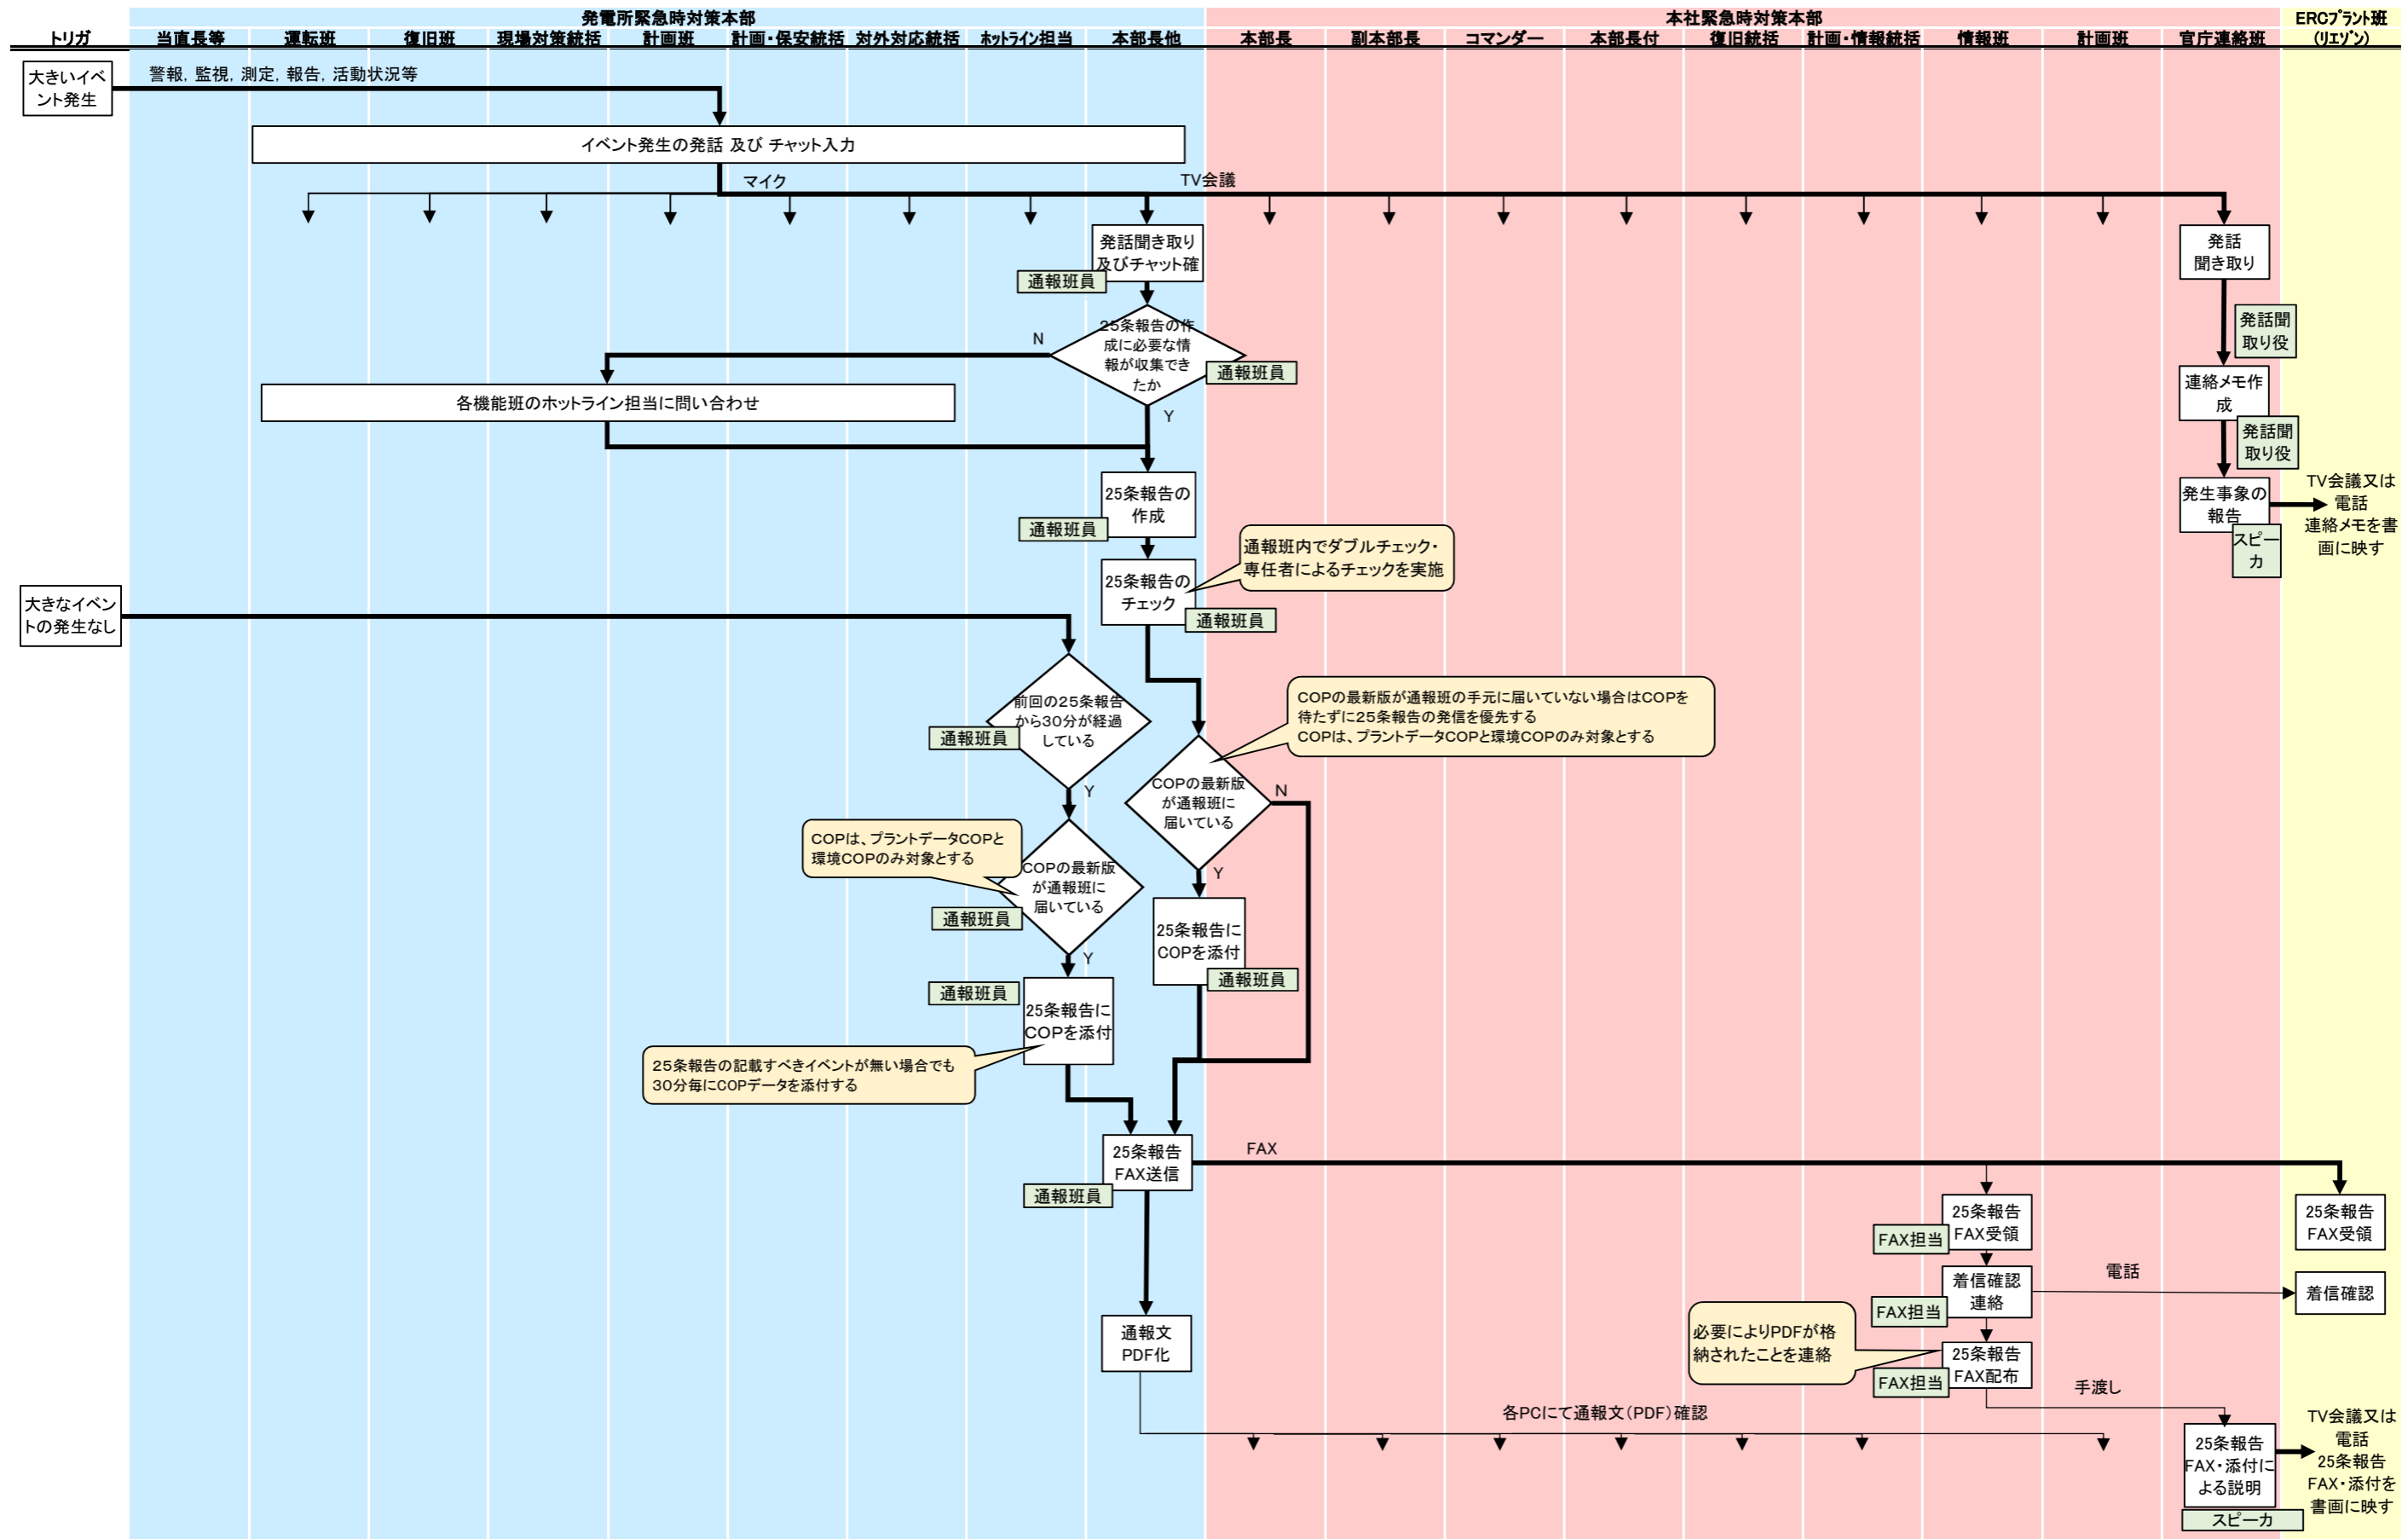 発電所緊急時対策本部
本社緊急時対策本部
ERCプラント班
トリガ
当直長等
運転班
復旧班
現場対策統括
計画班
計画・保安統括
対外対応統括
ホットライン担当
本部長他
本部長
副本部長
コマンダー
本部長付
復旧統括
計画・情報統括
情報班
計画班
官庁連絡班
(リエゾン)
大きいイベ
ント発生
警報, 監視, 測定, 報告, 活動状況等
イベント発生の発話 及び チャット入力
マイク
TV会議
発話聞き取り
及びチャット確
通報班員
発話
聞き取り
発話聞
取り役
25条報告の作
成に必要な情
報が収集でき
たか
N
通報班員
Y
各機能班のホットライン担当に問い合わせ
連絡メモ作
成
発話聞
取り役
25条報告の
作成
通報班員
発生事象の
報告
スピー
カ
TV会議又は
電話
連絡メモを書
画に映す
通報班内でダブルチェック・
専任者によるチェックを実施
25条報告の
チェック
通報班員
大きなイベン
トの発生なし
前回の25条報告
から30分が経過
している
通報班員
Y
COPの最新版が通報班の手元に届いていない場合はCOPを
待たずに25条報告の発信を優先する
COPは、プラントデータCOPと環境COPのみ対象とする
COPの最新版
が通報班に
届いている
N
Y
COPは、プラントデータCOPと
環境COPのみ対象とする
COPの最新版
が通報班に
届いている
通報班員
Y
25条報告に
COPを添付
通報班員
通報班員
25条報告に
COPを添付
25条報告の記載すべきイベントが無い場合でも
30分毎にCOPデータを添付する
25条報告
FAX送信
通報班員
FAX
25条報告
FAX受領
FAX担当
25条報告
FAX受領
着信確認
連絡
FAX担当
電話
着信確認
通報文
PDF化
必要によりPDFが格
納されたことを連絡
25条報告
FAX配布
FAX担当
手渡し
各PCにて通報文(PDF)確認
25条報告
FAX・添付に
よる説明
スピーカ
TV会議又は
電話
25条報告
FAX・添付を
書画に映す